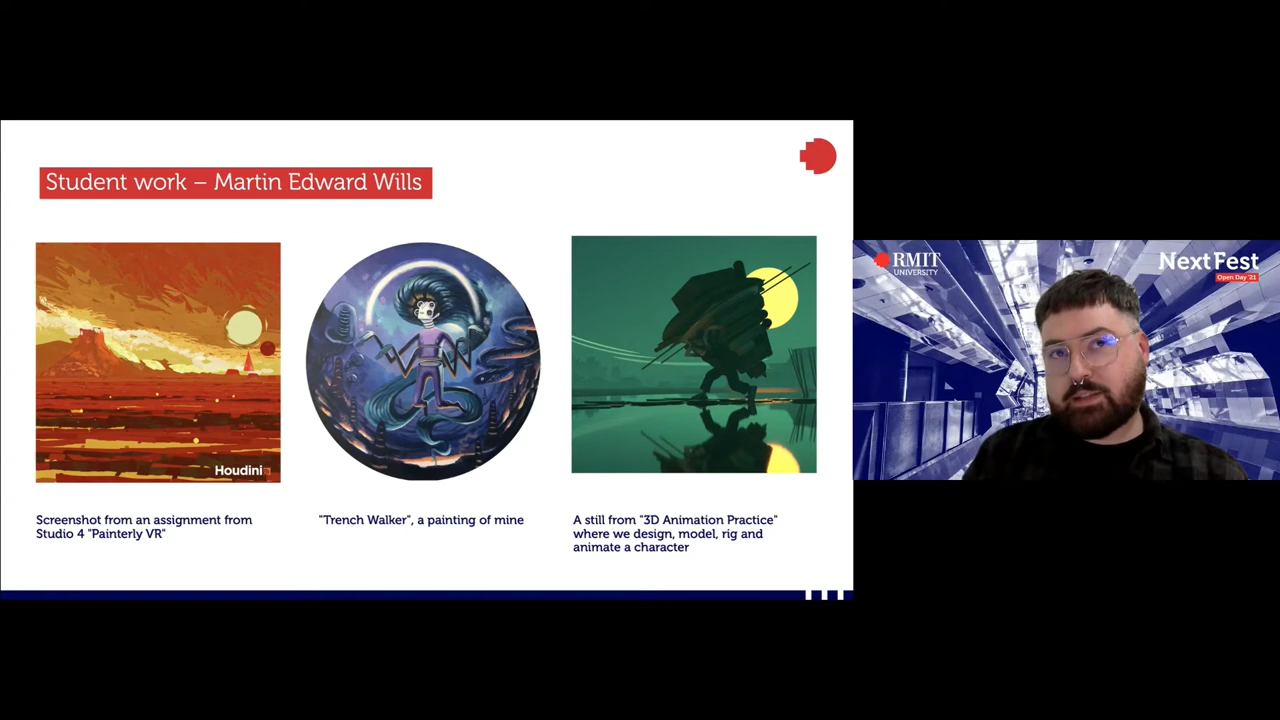 Student work – Martin Edward Wills
Houdini
Screenshot from an assignment from
Studio 4 "Painterly VR"
"Trench Walker", a painting of mine
A still from "3D Animation Practice"
where we design, model, rig and
animate a character
RMIT
UNIVERSITY
Next Fest
Open Day '21